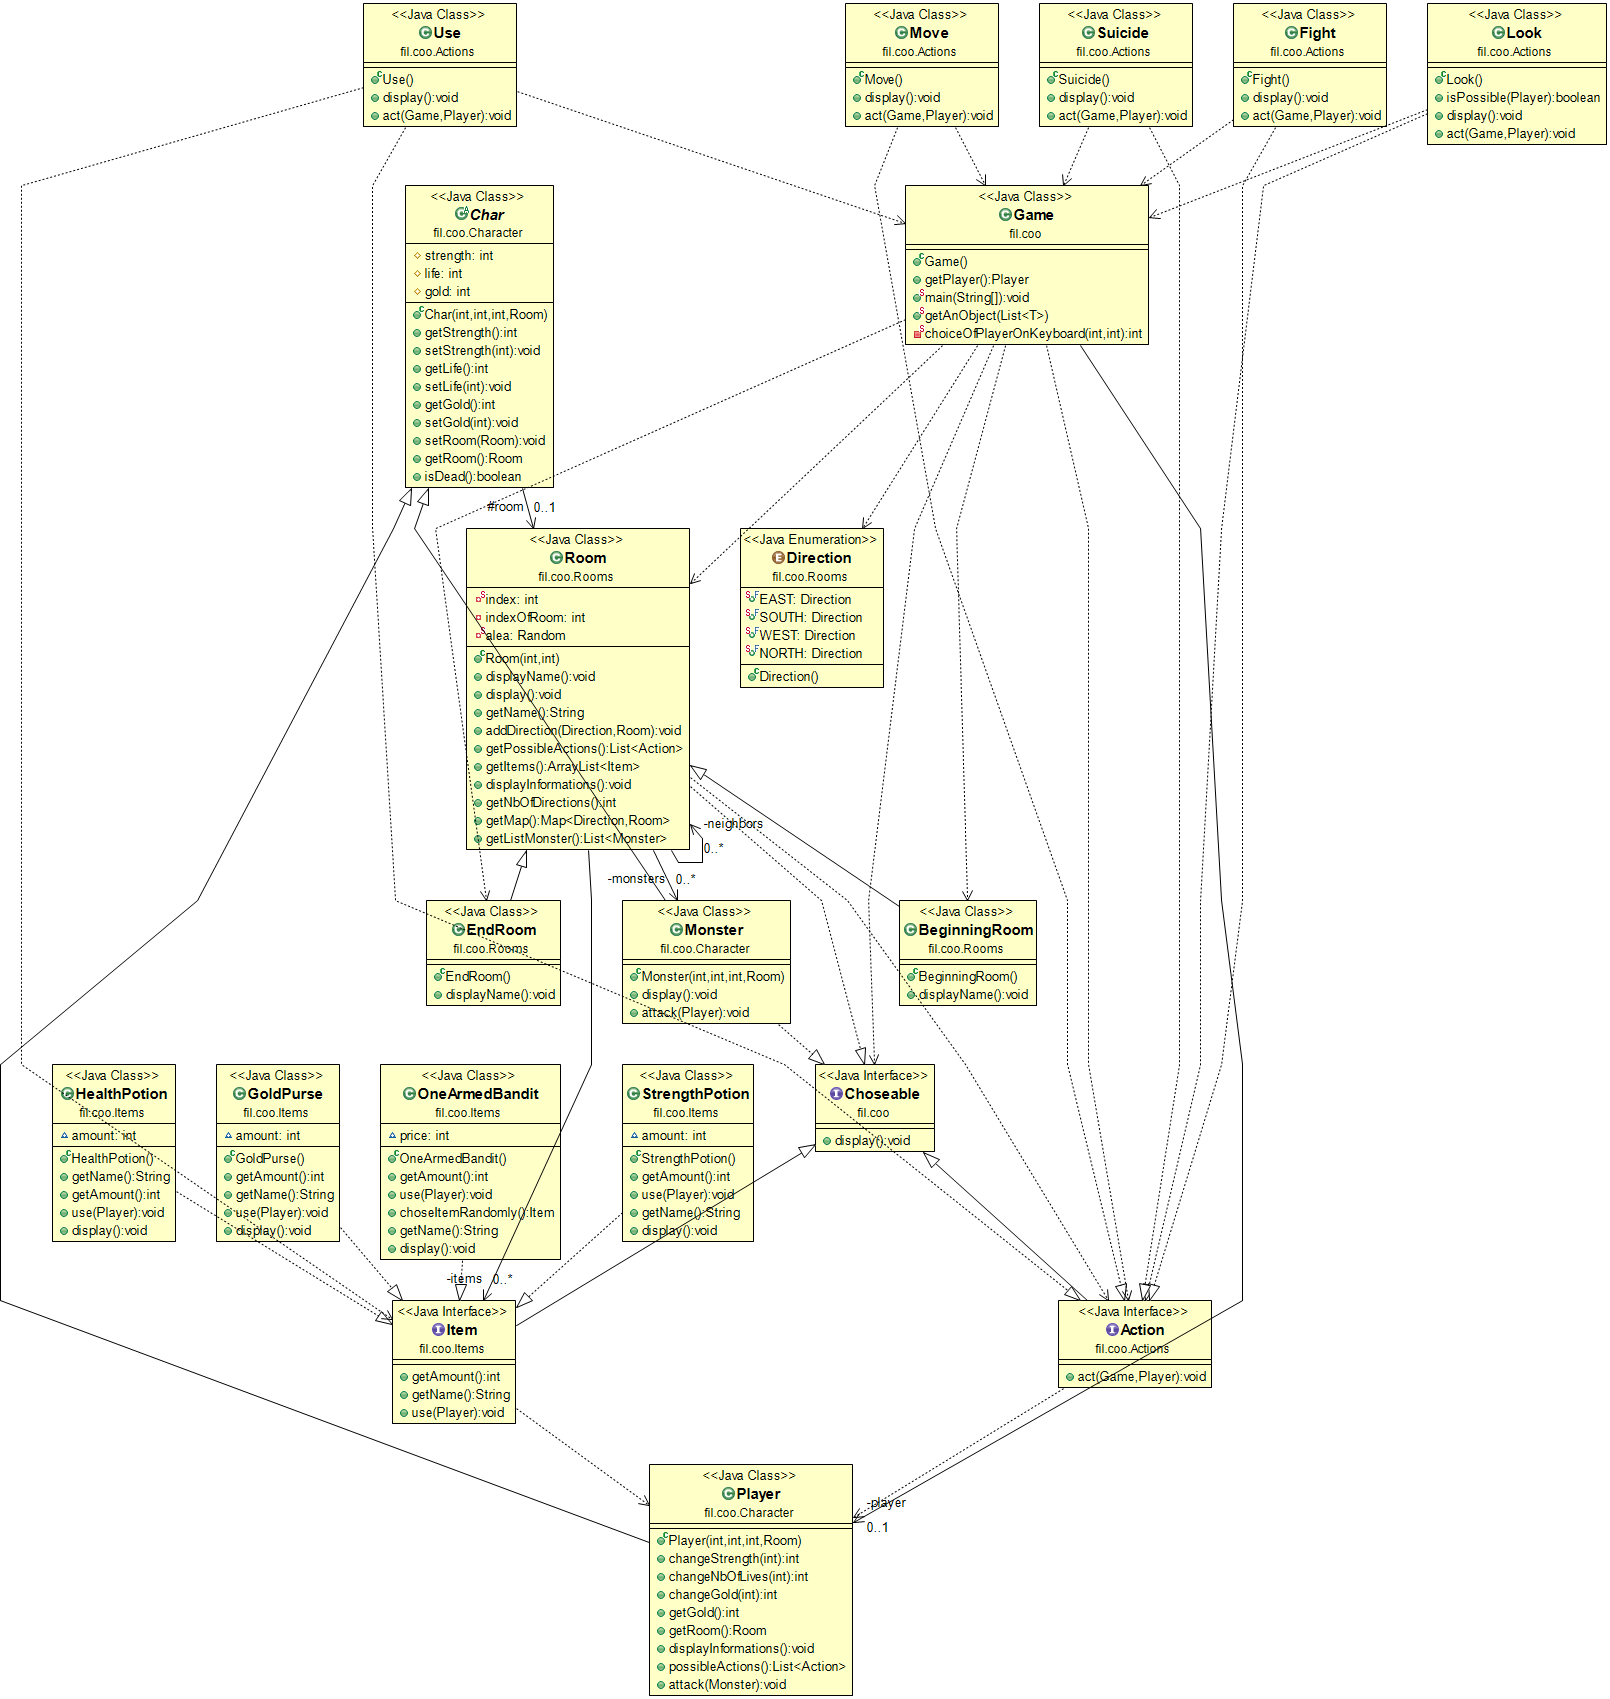 <<Java Class>>
Use
fil.coo.Actions
Use()
display():void
act(Game,Player):void
<<Java Class>>
Move
fil.coo.Actions
Move()
display():void
act(Game,Player):void
<<Java Class>>
Suicide
fil.coo.Actions
Suicide()
display():void
act(Game,Player):void
<<Java Class>>
Fight
fil.coo.Actions
Fight()
display():void
act(Game,Player):void
<<Java Class>>
Look
fil.coo.Actions
Look()
isPossible(Player):boolean
display():void
act(Game,Player):void
<<Java Class>>
Char
fil.coo.Character
strength: int
life: int
gold: int
Char(int,int,int,Room)
getStrength():int
setStrength(int):void
getLife():int
setLife(int):void
getGold():int
setGold(int):void
setRoom(Room):void
getRoom():Room
isDead():boolean
<<Java Class>>
Game
fil.coo
Game()
getPlayer():Player
main(String[]):void
getAnObject(List<T>)
choiceOfPlayerOnKeyboard(int,int):int
#room 0..1
<<Java Class>>
Room
fil.coo.Rooms
index: int
indexOfRoom: int
alea: Random
Room(int,int)
displayName():void
display():void
getName():String
addDirection(Direction,Room):void
getPossibleActions():List<Action>
getItems():ArrayList<Item>
displayInformations():void
getNbOfDirections():int
getMap():Map<Direction,Room>
getListMonster():List<Monster>
<<Java Enumeration>>
Direction
fil.coo.Rooms
EAST: Direction
SOUTH: Direction
WEST: Direction
NORTH: Direction
Direction()
-neighbors
0..*
-monsters 0..*
<<Java Class>>
EndRoom
fil.coo.Rooms
EndRoom()
displayName():void
<<Java Class>>
Monster
fil.coo.Character
Monster(int,int,int,Room)
display():void
attack(Player):void
<<Java Class>>
BeginningRoom
fil.coo.Rooms
BeginningRoom()
displayName():void
<<Java Class>>
HealthPotion
fil.coo.Items
amount: int
HealthPotion()
getName():String
getAmount():int
use(Player):void
display():void
<<Java Class>>
GoldPurse
fil.coo.Items
amount: int
GoldPurse()
getAmount():int
getName():String
use(Player):void
display():void
<<Java Class>>
OneArmedBandit
fil.coo.Items
price: int
OneArmedBandit()
getAmount():int
use(Player):void
choseItemRandomly():Item
getName():String
display():void
<<Java Class>>
StrengthPotion
fil.coo.Items
amount: int
StrengthPotion()
getAmount():int
use(Player):void
getName():String
display():void
<<Java Interface>>
Choseable
fil.coo
display():void
-items 0..*
<<Java Interface>>
Item
fil.coo.Items
getAmount():int
getName():String
use(Player):void
<<Java Interface>>
Action
fil.coo.Actions
act(Game,Player):void
<<Java Class>>
Player
fil.coo.Character
Player(int,int,int,Room)
changeStrength(int):int
changeNbOfLives(int):int
changeGold(int):int
getGold():int
getRoom():Room
displayInformations():void
possibleActions():List<Action>
attack(Monster):void
-player
0..1